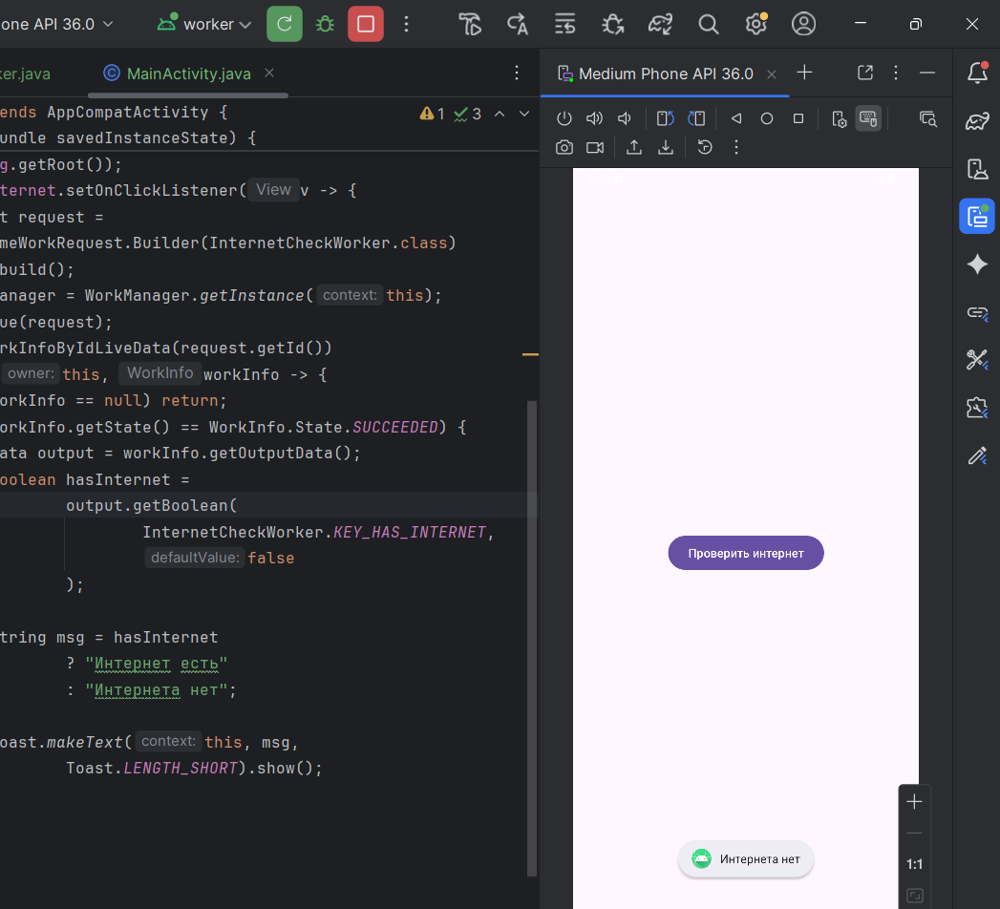 one API 36.0 worker
ker.java MainActivity.java
Medium Phone API 36.0
ends AppCompatActivity { 1 3
undle savedInstanceState) {
g.getRoot());
ternet.setOnClickListener( View v -> {
t request =
meWorkRequest.Builder(InternetCheckWorker.class)
build();
anager = WorkManager.getInstance( context: this);
ue(request);
rkInfoByIdLiveData(request.getId())
owner: this, WorkInfo workInfo -> {
orkInfo == null) return;
orkInfo.getState() == WorkInfo.State.SUCCEEDED) {
ata output = workInfo.getOutputData();
oolean hasInternet =
output.getBoolean(
InternetCheckWorker.KEY_HAS_INTERNET,
defaultValue: false
);
tring msg = hasInternet
? "Интернет есть"
: "Интернета нет";
oast.makeText( context: this, msg,
Toast.LENGTH_SHORT).show();
Проверить интернет
Интернета нет
1:1